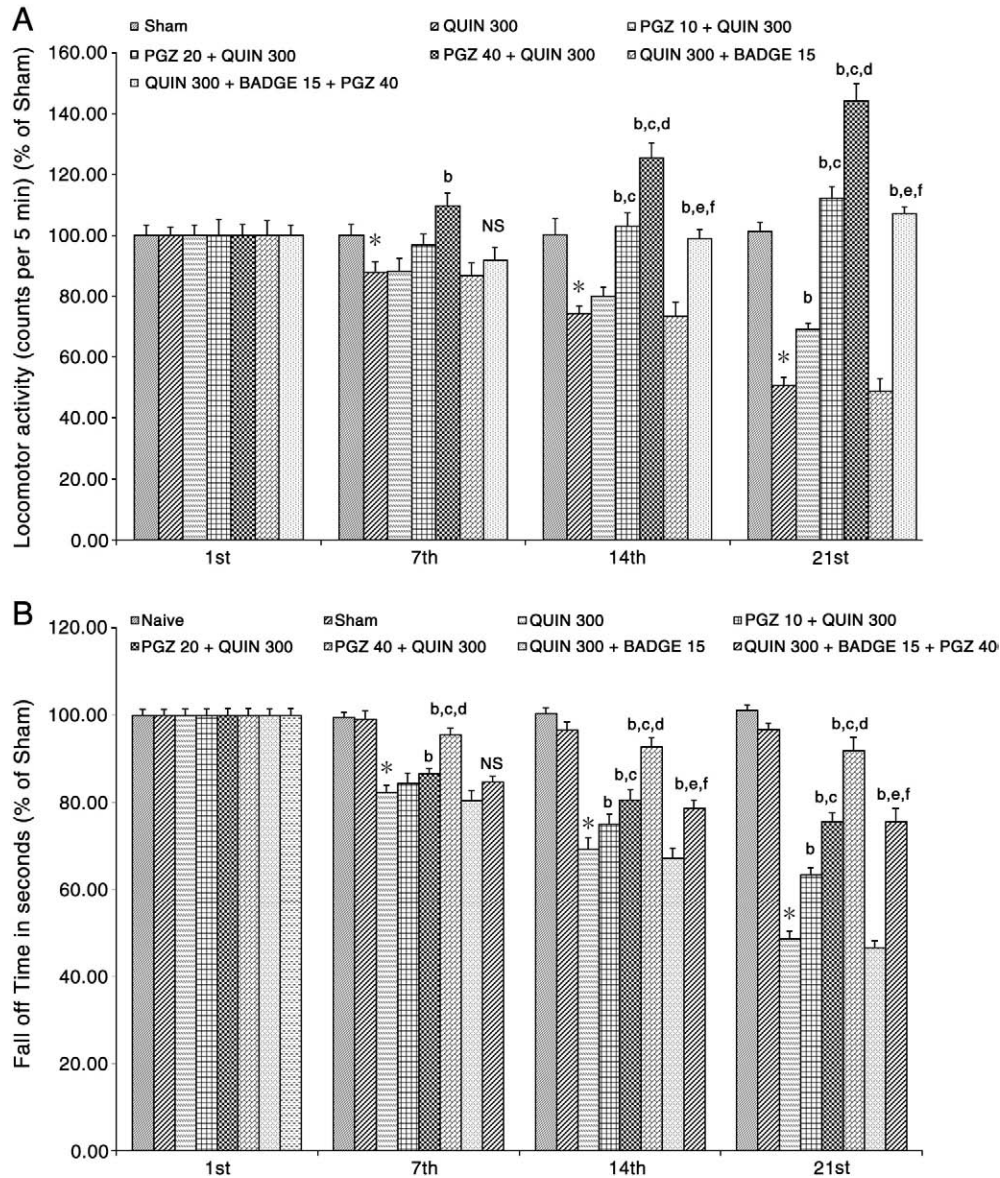 A
Sham QUIN 300 PGZ 10 + QUIN 300
PGZ 20 + QUIN 300 PGZ 40 + QUIN 300 QUIN 300 + BADGE 15
QUIN 300 + BADGE 15 + PGZ 40
Locomotor activity (counts per 5 min) (% of Sham)
160.00
140.00
120.00
100.00
80.00
60.00
40.00
20.00
0.00
* b NS
* b,c b,c,d b,e,f
* b b,c b,c,d b,e,f
1st 7th 14th 21st
B
Naive Sham QUIN 300 PGZ 10 + QUIN 300
PGZ 20 + QUIN 300 PGZ 40 + QUIN 300 QUIN 300 + BADGE 15 QUIN 300 + BADGE 15 + PGZ 40
Fall off Time in seconds (% of Sham)
120.00
100.00
80.00
60.00
40.00
20.00
0.00
* b b,c,d NS
* b b,c b,c,d b,e,f
* b b,c b,c,d b,e,f
1st 7th 14th 21st